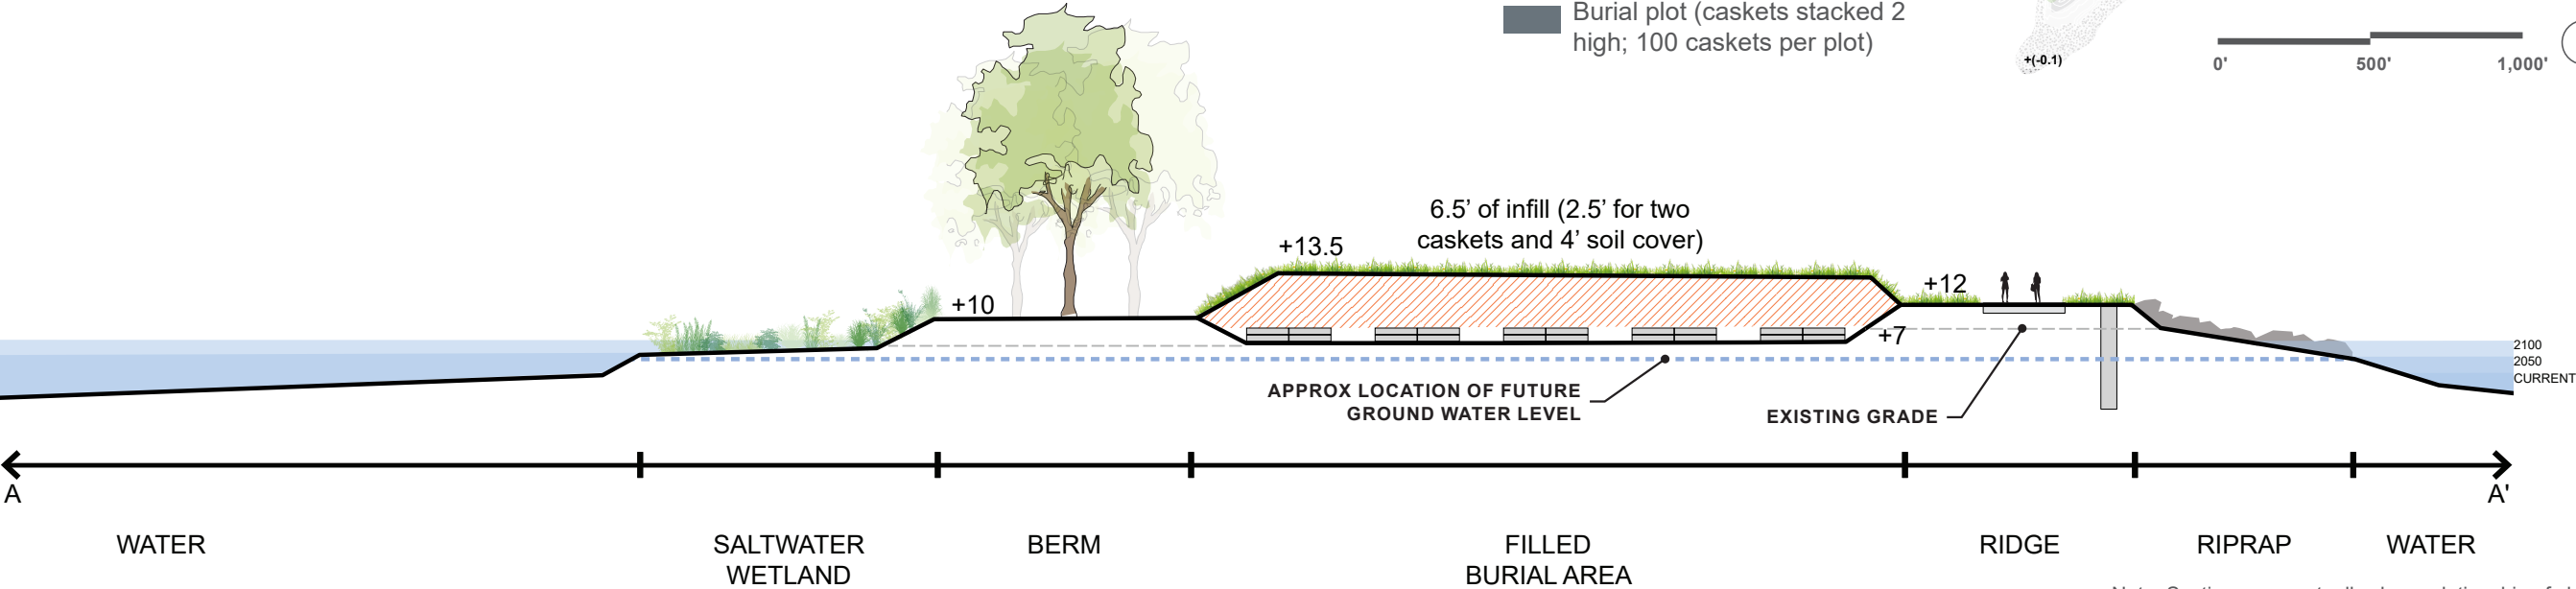 Burial plot (caskets stacked 2
high; 100 caskets per plot)
+(-0.1)
0' 500' 1,000'
6.5’ of infill (2.5’ for two
caskets and 4’ soil cover)
+13.5
+12
+10
+7
2100
2050
CURRENT
APPROX LOCATION OF FUTURE
GROUND WATER LEVEL
EXISTING GRADE
A A'
WATER
SALTWATER
WETLAND
BERM
FILLED
BURIAL AREA
RIDGE
RIPRAP
WATER